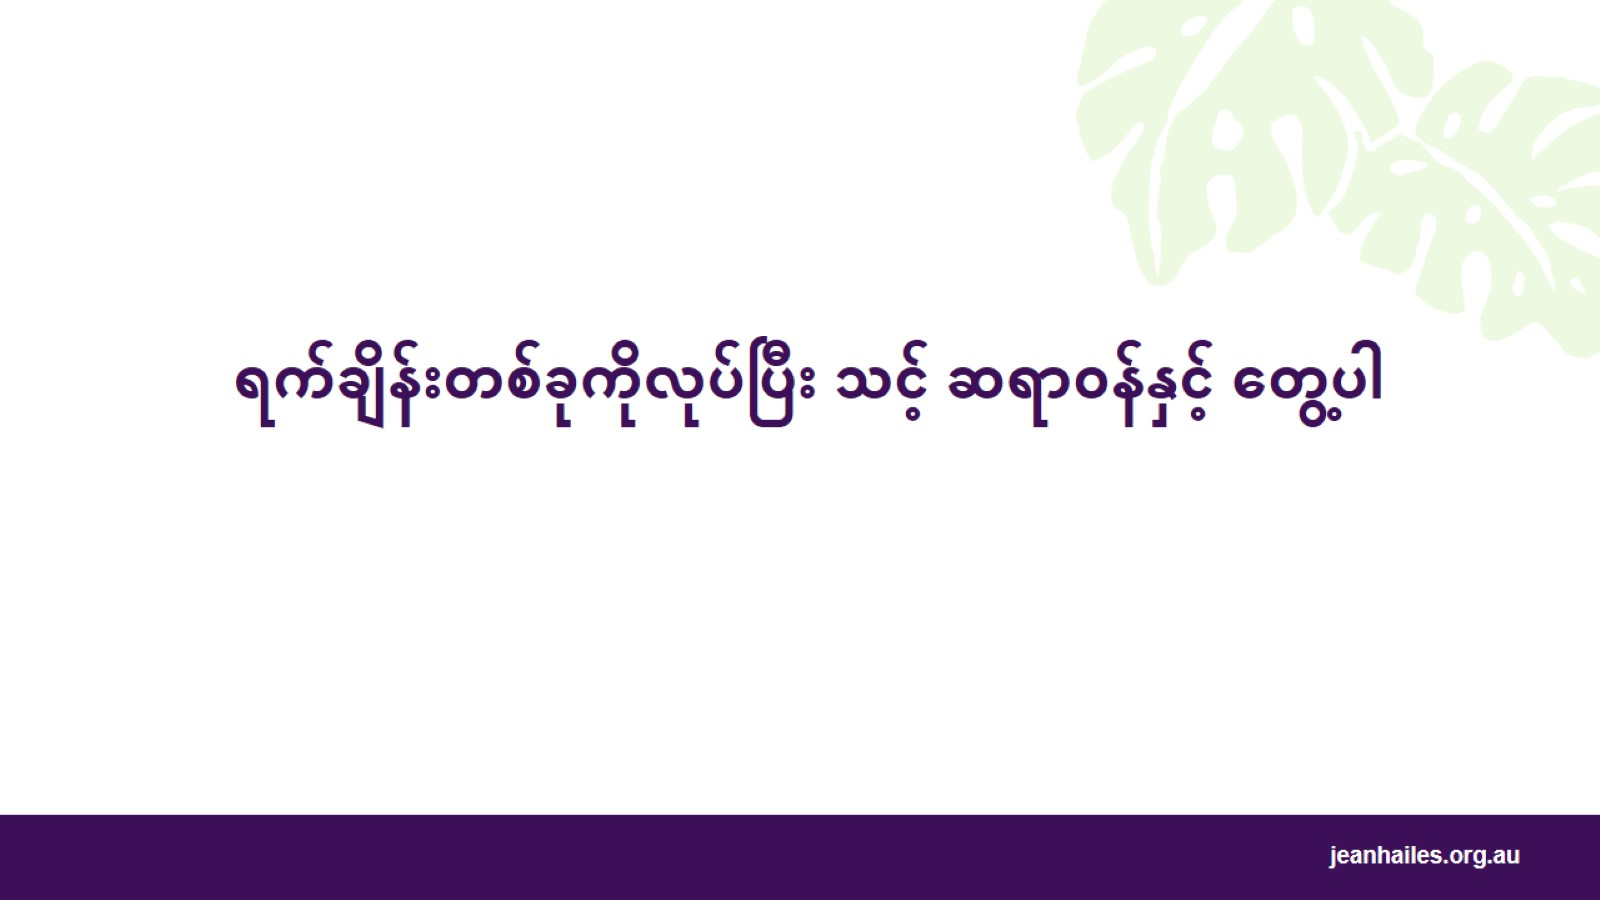 ရက်ချိန်းတစ်ခုကိုလုပ်ပြီး သင့် ဆရာဝန်နှင့် တွေ့ပါ
jeanhailes.org.au